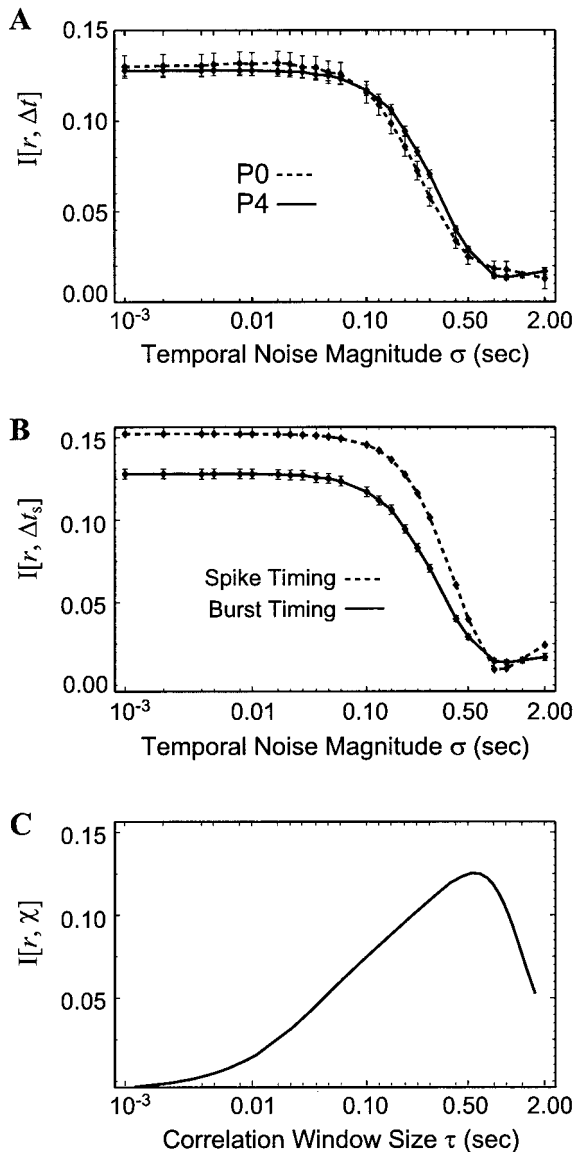 A
0.15
0.10
0.05
0.00
I[r, Δt]
P0
P4
10⁻³ 0.01 0.10 0.50 2.00
Temporal Noise Magnitude σ (sec)
B
0.15
0.10
0.05
0.00
I[r, Δtₛ]
Spike Timing
Burst Timing
10⁻³ 0.01 0.10 0.50 2.00
Temporal Noise Magnitude σ (sec)
C
0.15
0.10
0.05
I[r, χ]
10⁻³ 0.01 0.10 0.50 2.00
Correlation Window Size τ (sec)